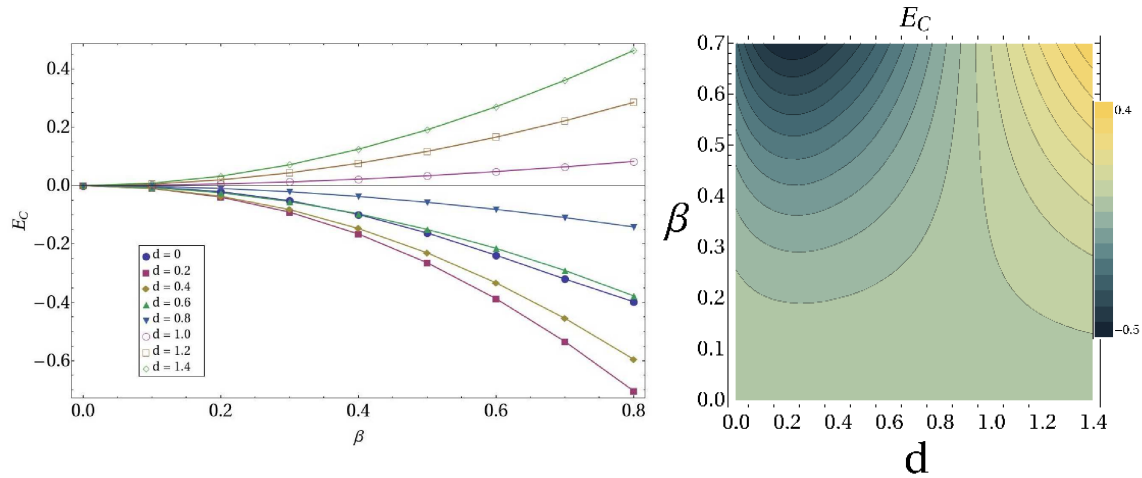 0.4
0.2
0.0
−0.2
−0.4
−0.6
E_C
0.0 0.2 0.4 0.6 0.8
β
d = 0
d = 0.2
d = 0.4
d = 0.6
d = 0.8
d = 1.0
d = 1.2
d = 1.4
E_C
0.7
0.6
0.5
0.4
0.3
0.2
0.1
0.0
β
0.0 0.2 0.4 0.6 0.8 1.0 1.2 1.4
d
0.4
−0.5